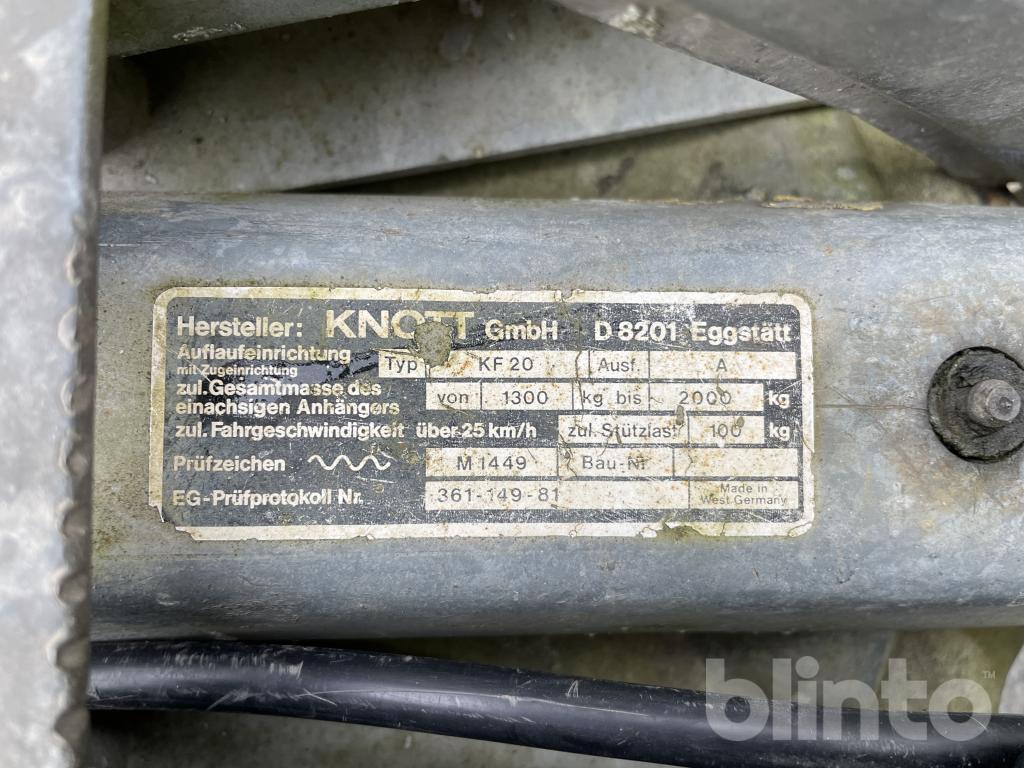 Hersteller: KNOTT GmbH D 8201 Eggstätt
Auflaufeinrichtung Typ KF 20 Ausf. A
mit Zugeinrichtung
zul. Gesamtmasse des
einachsigen Anhängers von 1300 kg bis 2000 kg
zul. Fahrgeschwindigkeit über 25 km/h zul. Stützlast 100 kg
Prüfzeichen M 1449 Bau-Nr
EG-Prüfprotokoll Nr. 361-149-81 Made in
West Germany
blinto™